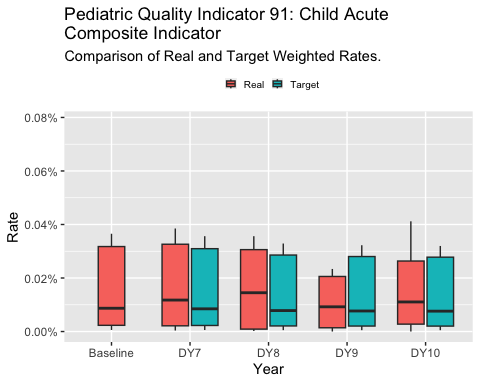 Pediatric Quality Indicator 91: Child Acute
Composite Indicator
Comparison of Real and Target Weighted Rates.
Real Target
0.08%
0.06%
0.04%
0.02%
0.00%
Rate
Baseline DY7 DY8 DY9 DY10
Year